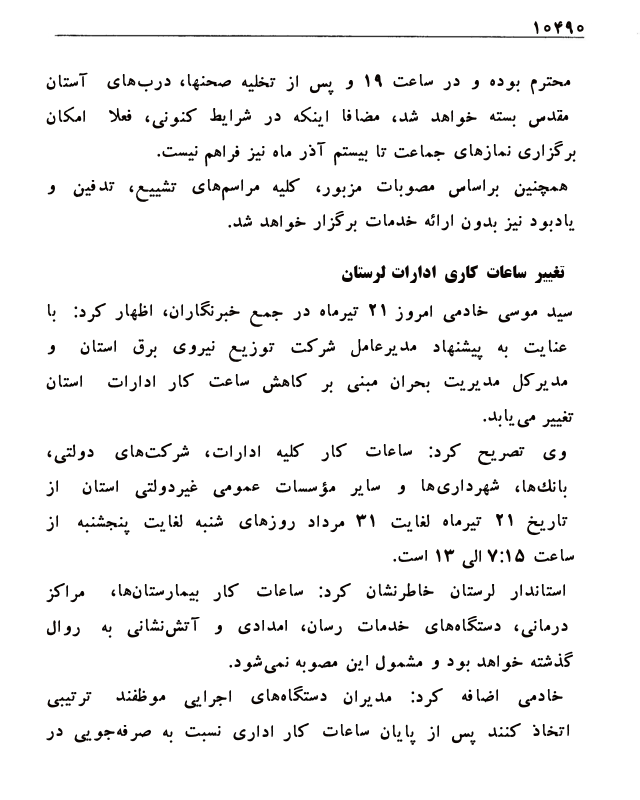 ۱۰۴۹۰
محترم بوده و در ساعت ۱۹ و پس از تخلیه صحنها، درب‌های آستان
مقدس بسته خواهد شد، مضافا اینکه در شرایط کنونی، فعلا امکان
برگزاری نمازهای جماعت تا بیستم آذر ماه نیز فراهم نیست.
همچنین براساس مصوبات مزبور، کلیه مراسم‌های تشییع، تدفین و
یادبود نیز بدون ارائه خدمات برگزار خواهد شد.
تغییر ساعات کاری ادارات لرستان
سید موسی خادمی امروز ۲۱ تیرماه در جمع خبرنگاران، اظهار کرد: با
عنایت به پیشنهاد مدیرعامل شرکت توزیع نیروی برق استان و
مدیرکل مدیریت بحران مبنی بر کاهش ساعت کار ادارات استان
تغییر می‌یابد.
وی تصریح کرد: ساعات کار کلیه ادارات، شرکت‌های دولتی،
بانك‌ها، شهرداری‌ها و سایر مؤسسات عمومی غیردولتی استان از
تاریخ ۲۱ تیرماه لغایت ۳۱ مرداد روزهای شنبه لغایت پنجشنبه از
ساعت ۷:۱۵ الی ۱۳ است.
استاندار لرستان خاطرنشان کرد: ساعات کار بیمارستان‌ها، مراکز
درمانی، دستگاه‌های خدمات رسان، امدادی و آتش‌نشانی به روال
گذشته خواهد بود و مشمول این مصوبه نمی‌شود.
خادمی اضافه کرد: مدیران دستگاه‌های اجرایی موظفند ترتیبی
اتخاذ کنند پس از پایان ساعات کار اداری نسبت به صرفه‌جویی در